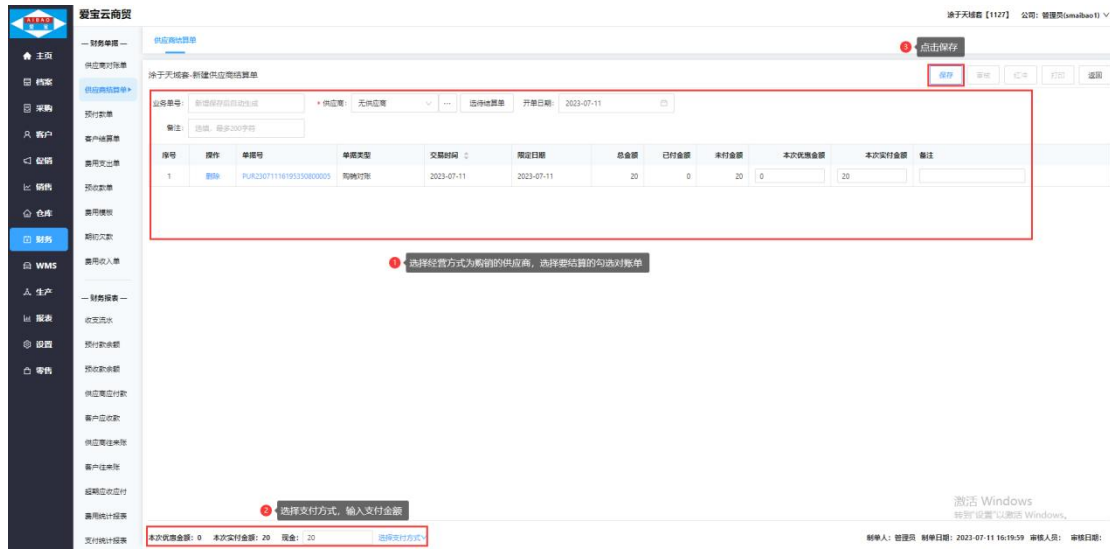 AIBAO
爱宝云商贸
涂于天域套【1127】 公司: 管理员(smaibao1)
主页
档案
采购
客户
促销
销售
仓库
财务
WMS
生产
报表
设置
零售
— 财务单据 —
供应商对账单
供应商结算单
预付款单
客户结算单
费用支出单
预收款单
费用模板
期初欠款
费用收入单
— 财务报表 —
收支流水
预付款余额
预收款余额
供应商应付款
客户应收款
供应商往来账
客户往来账
超期应收应付
费用统计报表
支付统计报表
供应商结算单
3 点击保存
涂于天域套-新建供应商结算单
保存 审核 红冲 打印 返回
业务单号: 新增保存后自动生成 * 供应商: 无供应商 ... 选待结算单 开单日期: 2023-07-11
备注: 选填, 最多200字符
序号 操作 单据号 单据类型 交易时间 限定日期 总金额 已付金额 未付金额 本次优惠金额 本次实付金额 备注
1 删除 PUR230711161953350800005 购销对账 2023-07-11 2023-07-11 20 0 20 0 20
1 选择经营方式为购销的供应商，选择要结算的勾选对账单
2 选择支付方式，输入支付金额
激活 Windows
转到"设置"以激活 Windows。
本次优惠金额: 0 本次实付金额: 20 现金: 20 选择支付方式
制单人: 管理员 制单日期: 2023-07-11 16:19:59 审核人员: 审核日期: